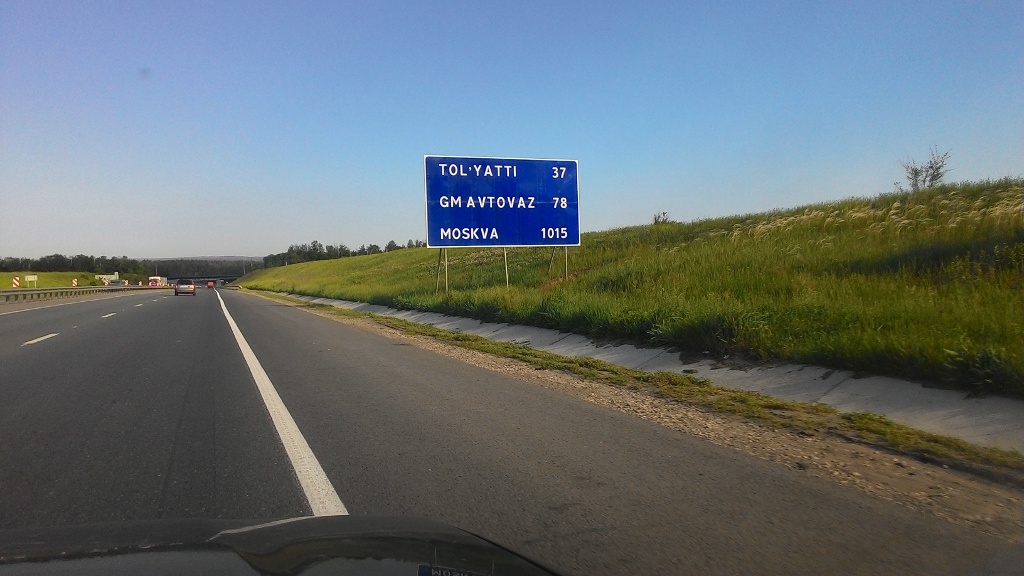 TOL·YATTI 37
GM AVTOVAZ 78
MOSKVA 1015